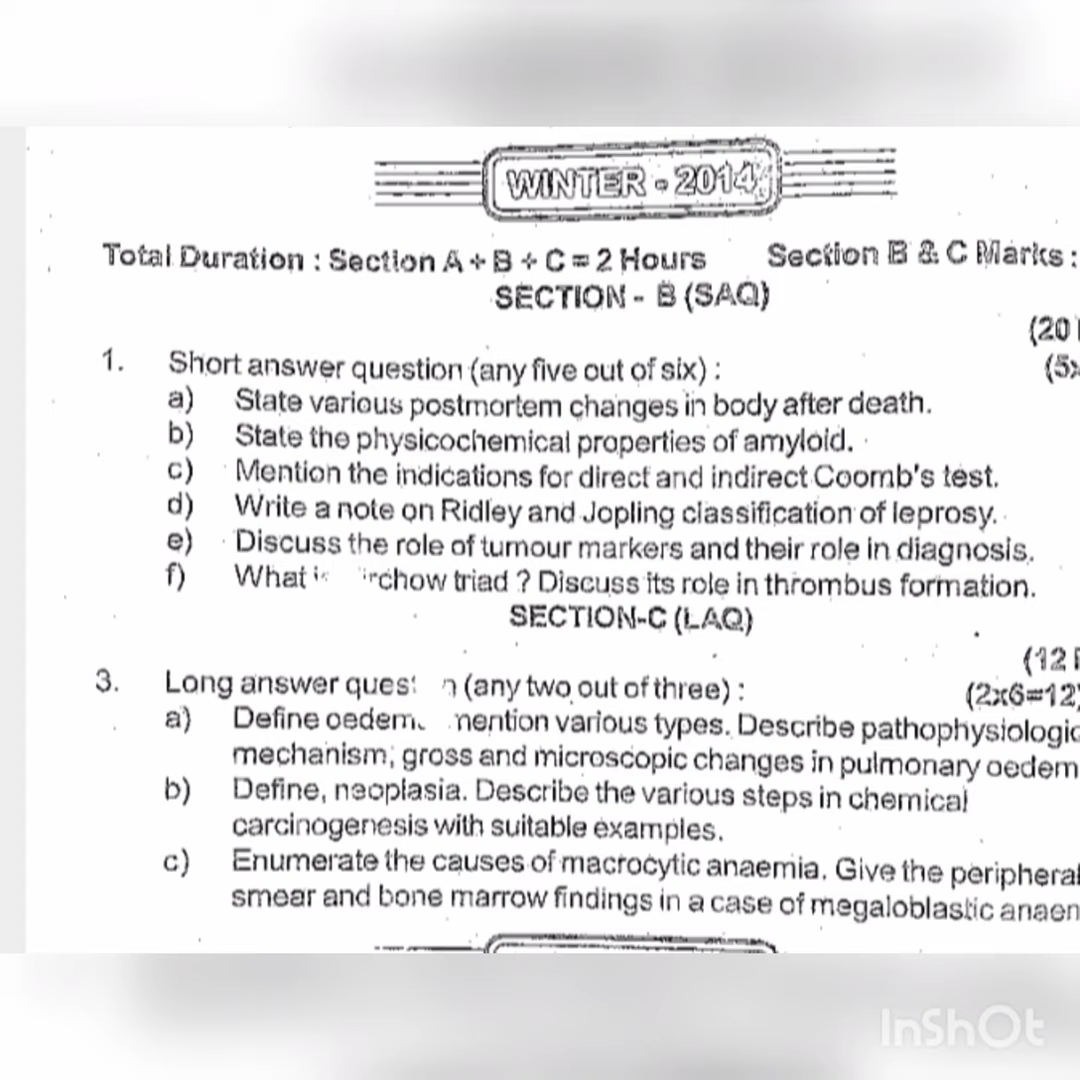 WINTER - 2014
Total Duration : Section A + B + C = 2 Hours Section B & C Marks :
SECTION - B (SAQ)
(20
1. Short answer question (any five out of six) : (5x
a) State various postmortem changes in body after death.
b) State the physicochemical properties of amyloid.
c) Mention the indications for direct and indirect Coomb's test.
d) Write a note on Ridley and Jopling classification of leprosy.
e) Discuss the role of tumour markers and their role in diagnosis.
f) What rchow triad ? Discuss its role in thrombus formation.
SECTION-C (LAQ)
(12
3. Long answer ques n (any two out of three) : (2x6=12)
a) Define oedem mention various types. Describe pathophysiologic
mechanism; gross and microscopic changes in pulmonary oedem
b) Define, neoplasia. Describe the various steps in chemical
carcinogenesis with suitable examples.
c) Enumerate the causes of macrocytic anaemia. Give the peripheral
smear and bone marrow findings in a case of megaloblastic anaem
InShOt